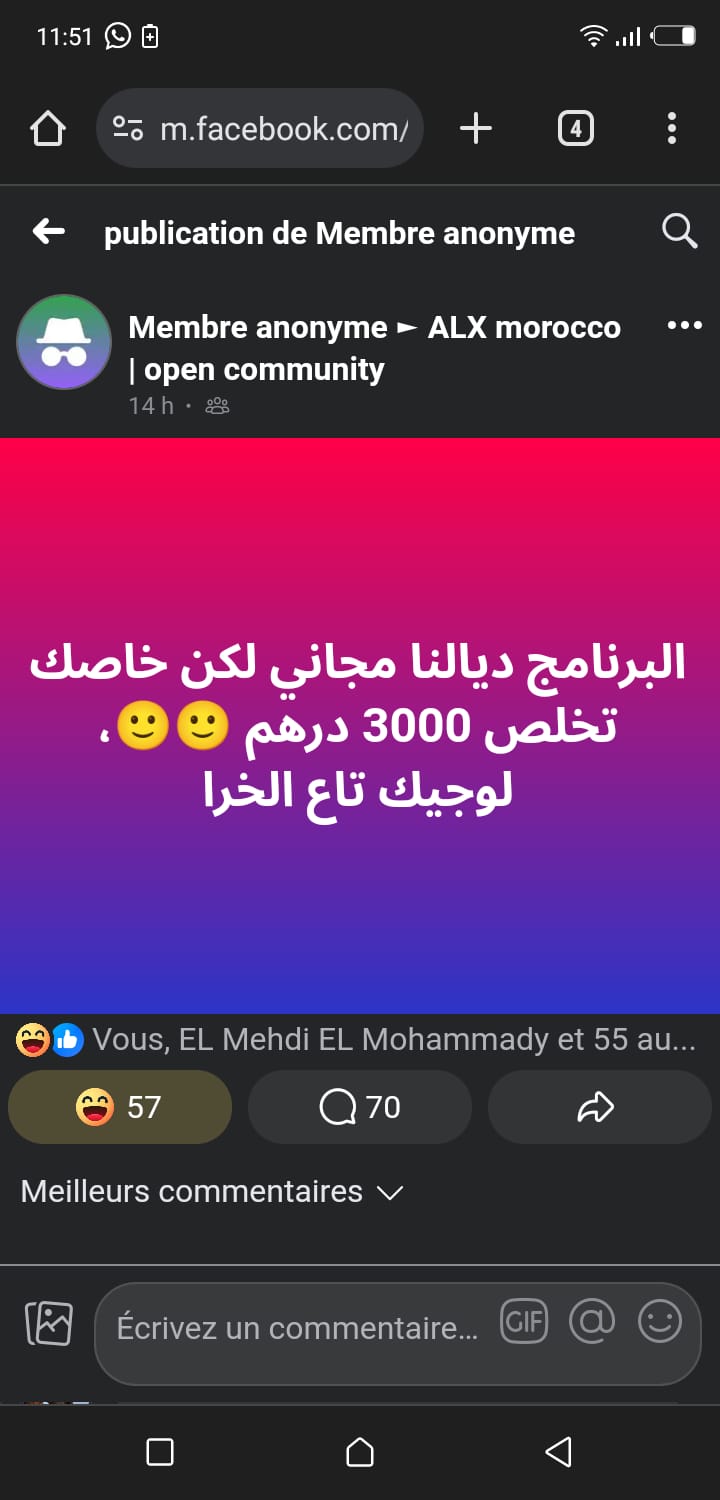 11:51
m.facebook.com/
4
publication de Membre anonyme
Membre anonyme ► ALX morocco
| open community
14 h ·
البرنامج ديالنا مجاني لكن خاصك
تخلص 3000 درهم 🙂🙂،
لوجيك تاع الخرا
Vous, EL Mehdi EL Mohammady et 55 au...
57
70
Meilleurs commentaires
Écrivez un commentaire...
GIF